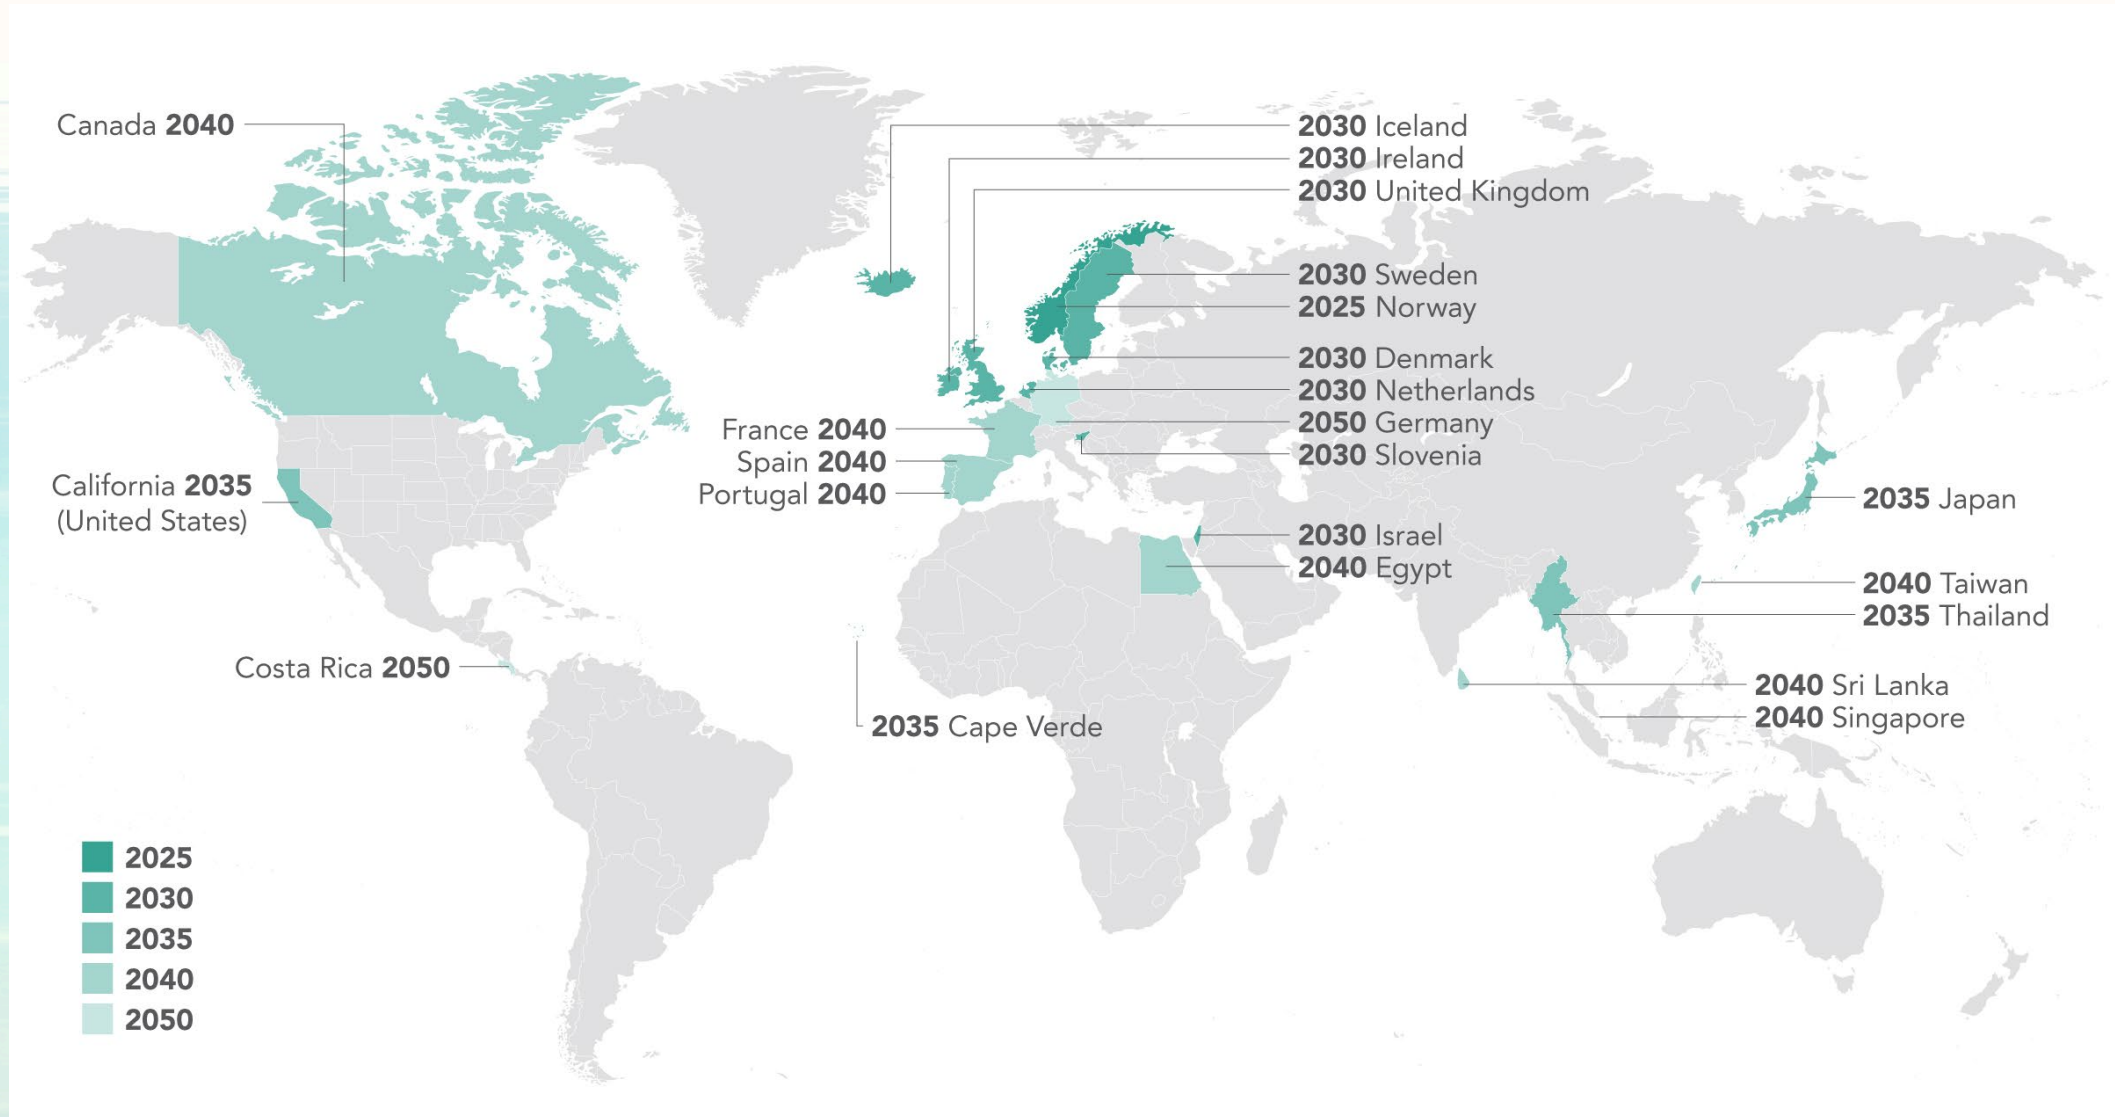 Canada 2040
2030 Iceland
2030 Ireland
2030 United Kingdom
2030 Sweden
2025 Norway
2030 Denmark
2030 Netherlands
2050 Germany
2030 Slovenia
France 2040
Spain 2040
Portugal 2040
California 2035
(United States)
2035 Japan
2030 Israel
2040 Egypt
2040 Taiwan
2035 Thailand
Costa Rica 2050
2040 Sri Lanka
2040 Singapore
2035 Cape Verde
2025
2030
2035
2040
2050